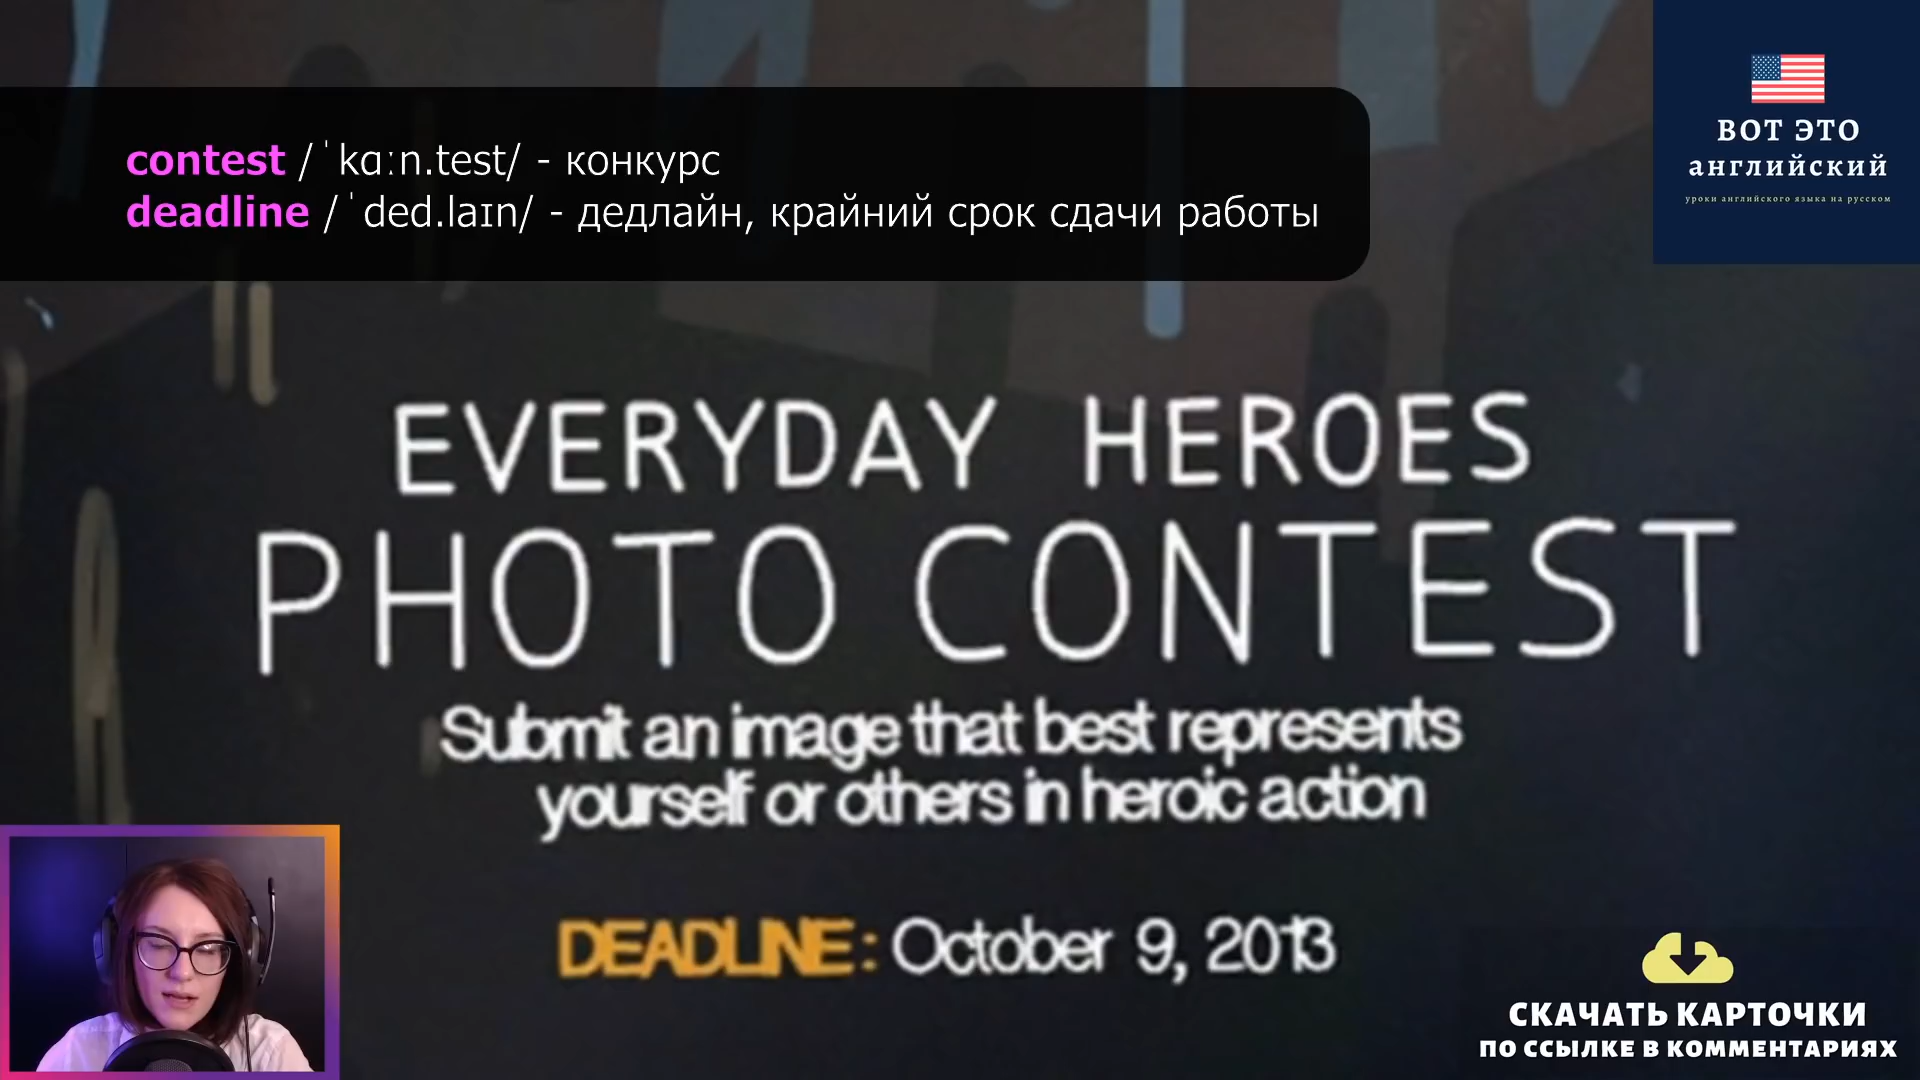 contest /ˈkɑːn.test/ - конкурс
deadline /ˈded.laɪn/ - дедлайн, крайний срок сдачи работы
ВОТ ЭТО
английский
уроки английского языка на русском
EVERYDAY HEROES
PHOTO CONTEST
Submit an image that best represents
yourself or others in heroic action
DEADLINE: October 9, 2013
СКАЧАТЬ КАРТОЧКИ
ПО ССЫЛКЕ В КОММЕНТАРИЯХ